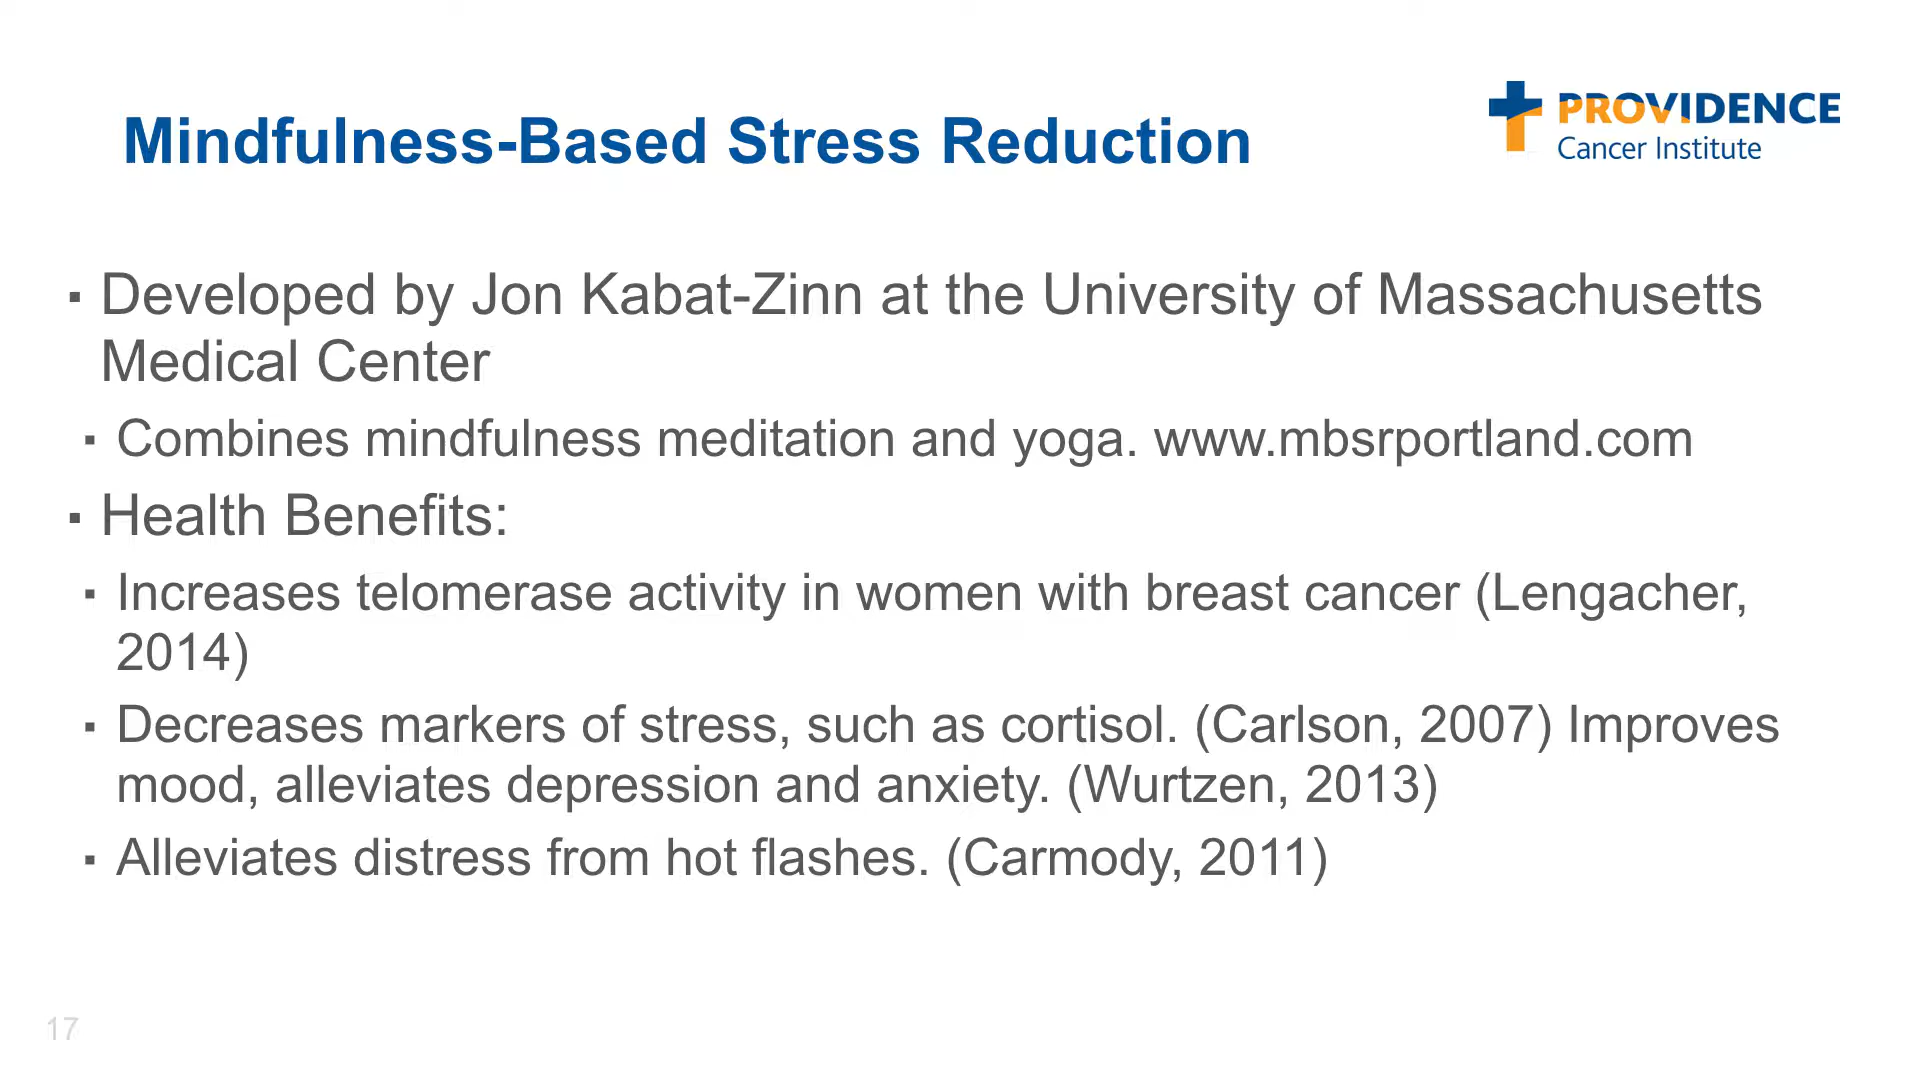 PROVIDENCE
Cancer Institute
Mindfulness-Based Stress Reduction
▪ Developed by Jon Kabat-Zinn at the University of Massachusetts
Medical Center
▪ Combines mindfulness meditation and yoga. www.mbsrportland.com
▪ Health Benefits:
▪ Increases telomerase activity in women with breast cancer (Lengacher,
2014)
▪ Decreases markers of stress, such as cortisol. (Carlson, 2007) Improves
mood, alleviates depression and anxiety. (Wurtzen, 2013)
▪ Alleviates distress from hot flashes. (Carmody, 2011)
17